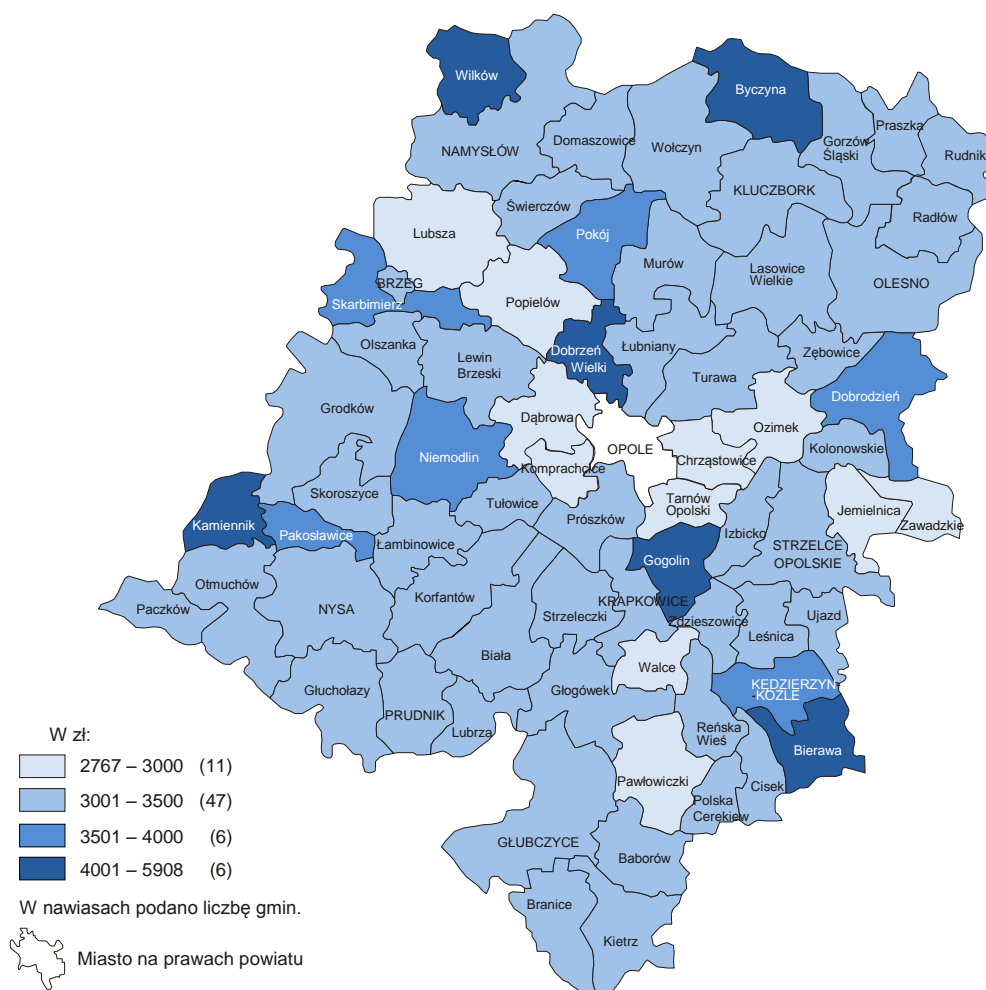 Wilków
Byczyna
Praszka
Domaszowice
Wołczyn
Gorzów
Śląski
NAMYSŁÓW
Rudnik
KLUCZBORK
Świerczów
Radłów
Lubsza
Pokój
Murów
Lasowice
Wielkie
BRZEG
OLESNO
Skarbimierz
Popielów
Olszanka
Łubniany
Dobrzeń
Wielki
Zębowice
Lewin
Brzeski
Turawa
Dobrodzień
Grodków
Dąbrowa
Ozimek
OPOLE
Kolonowskie
Niemodlin
Chrząstowice
Komprachcice
Skoroszyce
Tułowice
Tarnów
Opolski
Jemielnica
Prószków
Kamiennik
Zawadzkie
Pakosławice
Izbicko
Łambinowice
STRZELCE
OPOLSKIE
Gogolin
Otmuchów
Korfantów
KRAPKOWICE
Paczków
NYSA
Strzeleczki
Ujazd
Zdzieszowice
Leśnica
Biała
Walce
KĘDZIERZYN
-KOŹLE
Głuchołazy
Głogówek
PRUDNIK
Reńska
Wieś
Lubrza
Bierawa
W zł:
2767 – 3000 (11)
Pawłowiczki
Cisek
3001 – 3500 (47)
Polska
Cerekiew
3501 – 4000 (6)
GŁUBCZYCE
Baborów
4001 – 5908 (6)
W nawiasach podano liczbę gmin.
Branice
Kietrz
Miasto na prawach powiatu